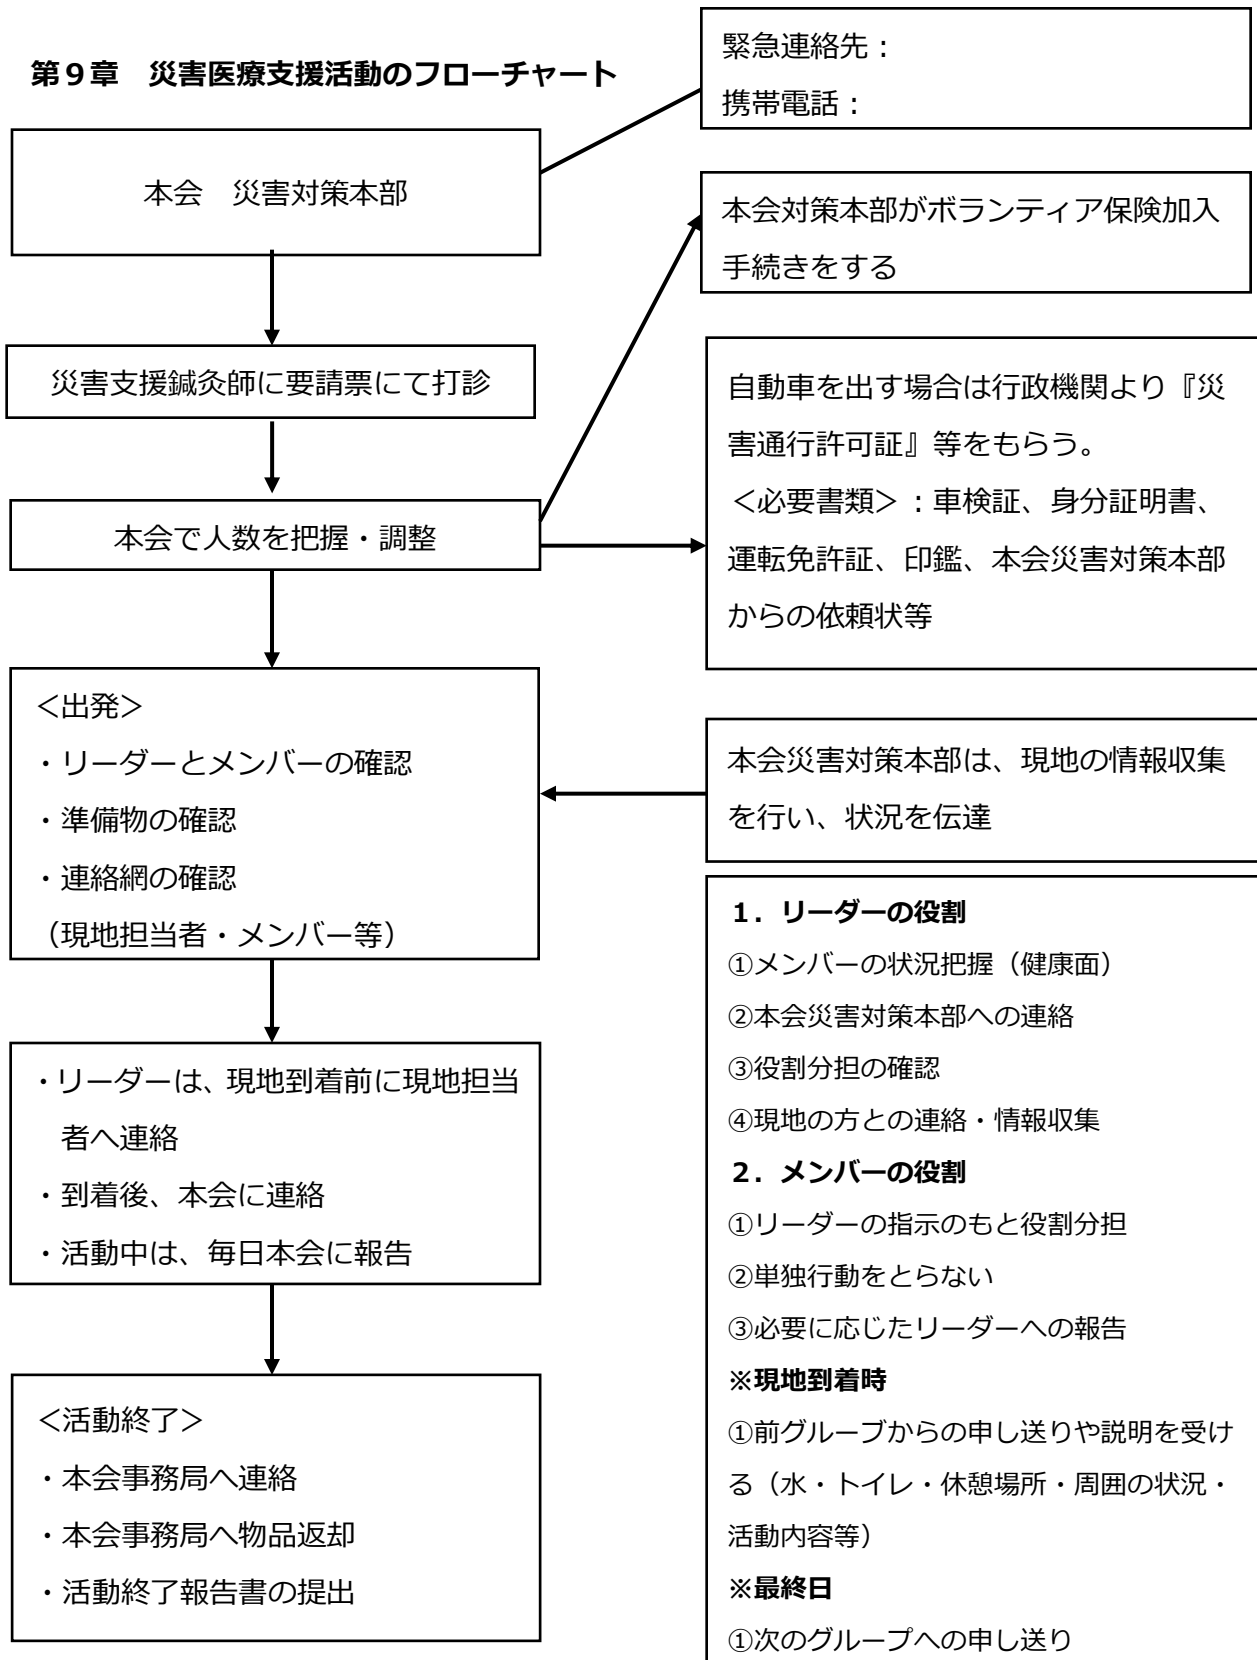 第９章　災害医療支援活動のフローチャート
緊急連絡先：
携帯電話：
本会　災害対策本部
本会対策本部がボランティア保険加入
手続きをする
災害支援鍼灸師に要請票にて打診
自動車を出す場合は行政機関より『災
害通行許可証』等をもらう。
＜必要書類＞：車検証、身分証明書、
運転免許証、印鑑、本会災害対策本部
からの依頼状等
本会で人数を把握・調整
＜出発＞
・リーダーとメンバーの確認
・準備物の確認
・連絡網の確認
（現地担当者・メンバー等）
本会災害対策本部は、現地の情報収集
を行い、状況を伝達
・リーダーは、現地到着前に現地担当
者へ連絡
・到着後、本会に連絡
・活動中は、毎日本会に報告
＜活動終了＞
・本会事務局へ連絡
・本会事務局へ物品返却
・活動終了報告書の提出
１．リーダーの役割
①メンバーの状況把握（健康面）
②本会災害対策本部への連絡
③役割分担の確認
④現地の方との連絡・情報収集
２．メンバーの役割
①リーダーの指示のもと役割分担
②単独行動をとらない
③必要に応じたリーダーへの報告
※現地到着時
①前グループからの申し送りや説明を受け
る（水・トイレ・休憩場所・周囲の状況・
活動内容等）
※最終日
①次のグループへの申し送り